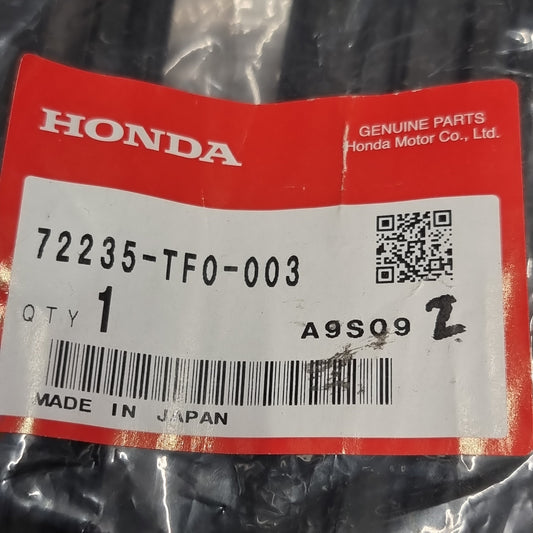 HONDA
GENUINE PARTS
Honda Motor Co., Ltd.
72235-TF0-003
QTY 1
A9S09 2
MADE IN JAPAN